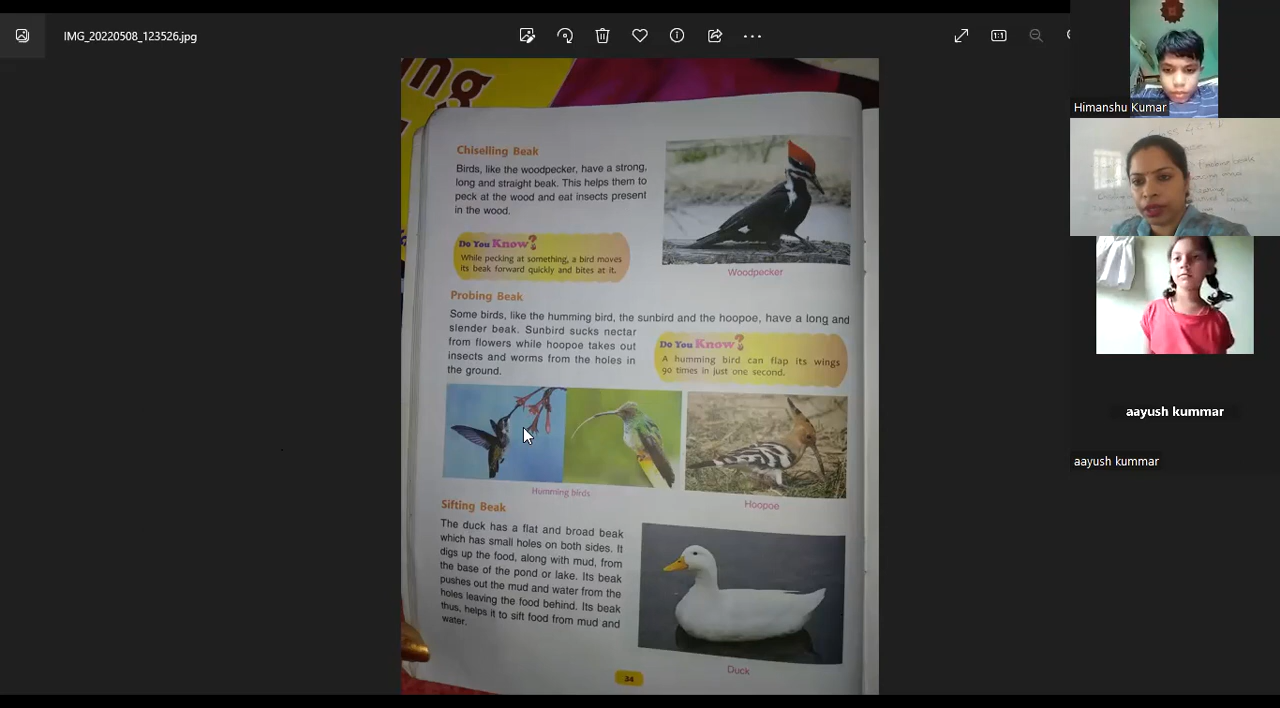 IMG_20220508_123526.jpg
ng
Chiselling Beak
Birds, like the woodpecker, have a strong,
long and straight beak. This helps them to
peck at the wood and eat insects present
in the wood.
Do You Know?
While pecking at something, a bird moves
its beak forward quickly and bites at it.
Woodpecker
Probing Beak
Some birds, like the humming bird, the sunbird and the hoopoe, have a long and
slender beak. Sunbird sucks nectar
from flowers while hoopoe takes out
insects and worms from the holes in
the ground.
Do You Know?
A humming bird can flap its wings
90 times in just one second.
Humming birds
Hoopoe
Sifting Beak
The duck has a flat and broad beak
which has small holes on both sides. It
digs up the food, along with mud, from
the base of the pond or lake. Its beak
pushes out the mud and water from the
holes leaving the food behind. Its beak
thus, helps it to sift food from mud and
water.
Duck
34
Himanshu Kumar
aayush kummar
aayush kummar